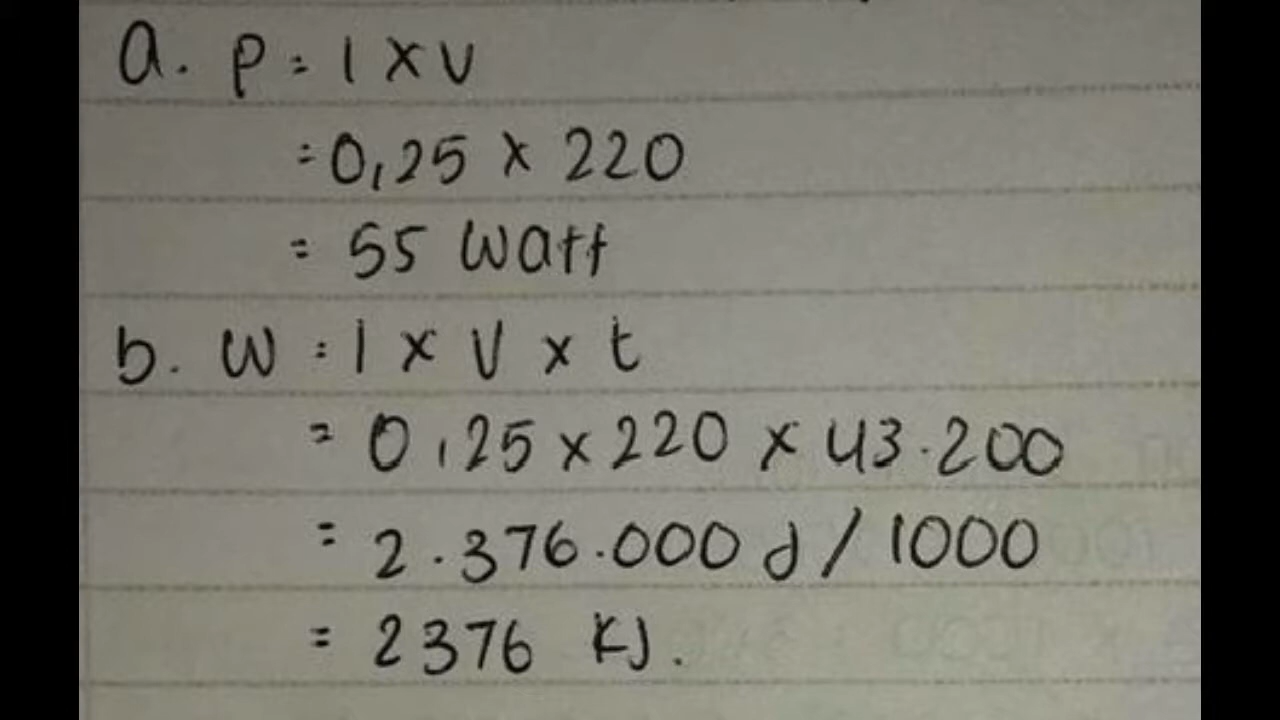 a. P = I x V
= 0,25 x 220
= 55 Watt
b. W = I x V x t
= 0,25 x 220 x 43.200
= 2.376.000 J / 1000
= 2376 KJ.